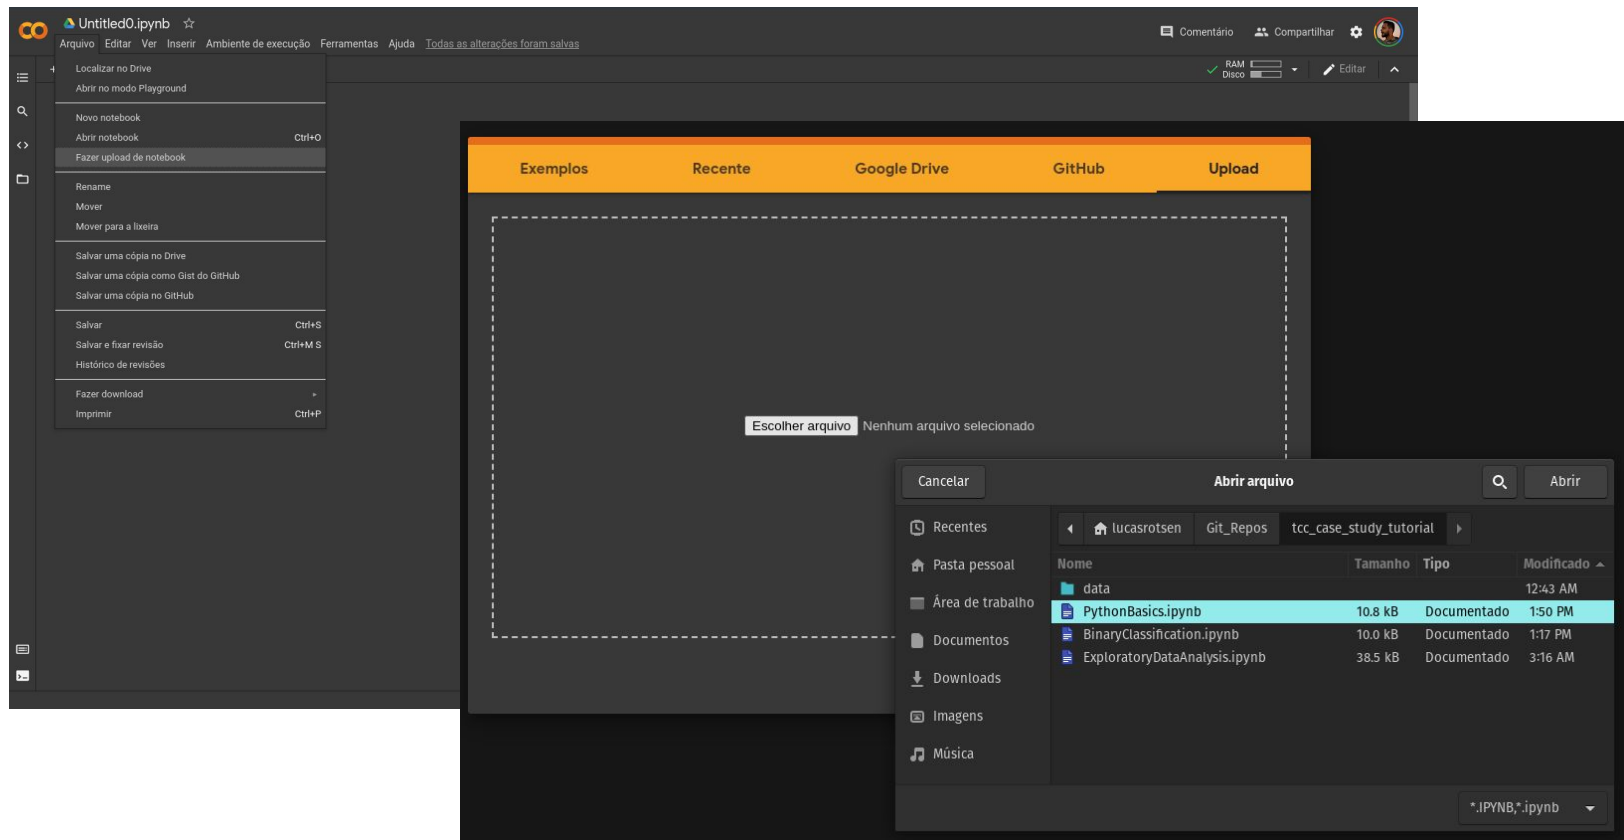 Untitled0.ipynb
Arquivo Editar Ver Inserir Ambiente de execução Ferramentas Ajuda Todas as alterações foram salvas
Comentário Compartilhar
RAM
Disco
Editar
Localizar no Drive
Abrir no modo Playground
Novo notebook
Abrir notebook Ctrl+O
Fazer upload de notebook
Rename
Mover
Mover para a lixeira
Salvar uma cópia no Drive
Salvar uma cópia como Gist do GitHub
Salvar uma cópia no GitHub
Salvar Ctrl+S
Salvar e fixar revisão Ctrl+M S
Histórico de revisões
Fazer download
Imprimir Ctrl+P
Exemplos Recente Google Drive GitHub Upload
Escolher arquivo Nenhum arquivo selecionado
Cancelar Abrir arquivo Abrir
Recentes
Pasta pessoal
Área de trabalho
Documentos
Downloads
Imagens
Música
lucasrotsen Git_Repos tcc_case_study_tutorial
Nome Tamanho Tipo Modificado
data 12:43 AM
PythonBasics.ipynb 10.8 kB Documentado 1:50 PM
BinaryClassification.ipynb 10.0 kB Documentado 1:17 PM
ExploratoryDataAnalysis.ipynb 38.5 kB Documentado 3:16 AM
*.IPYNB,*.ipynb